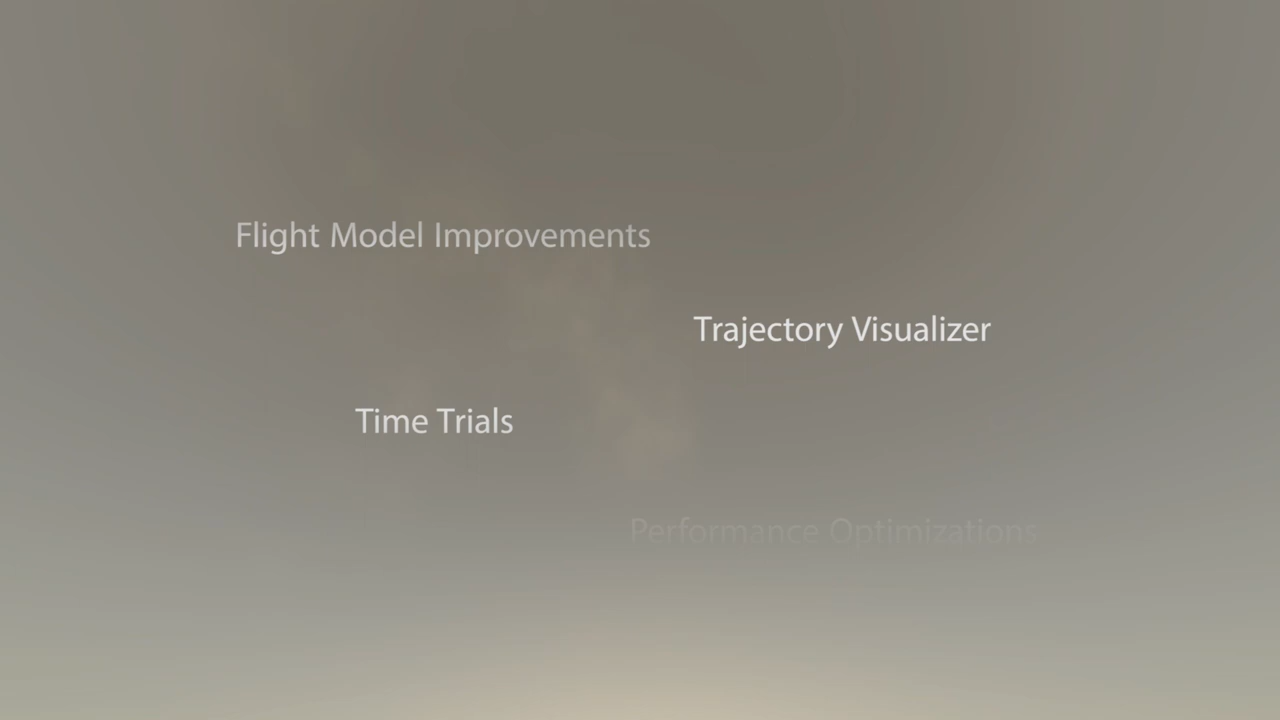 Flight Model Improvements
Trajectory Visualizer
Time Trials
Performance Optimizations